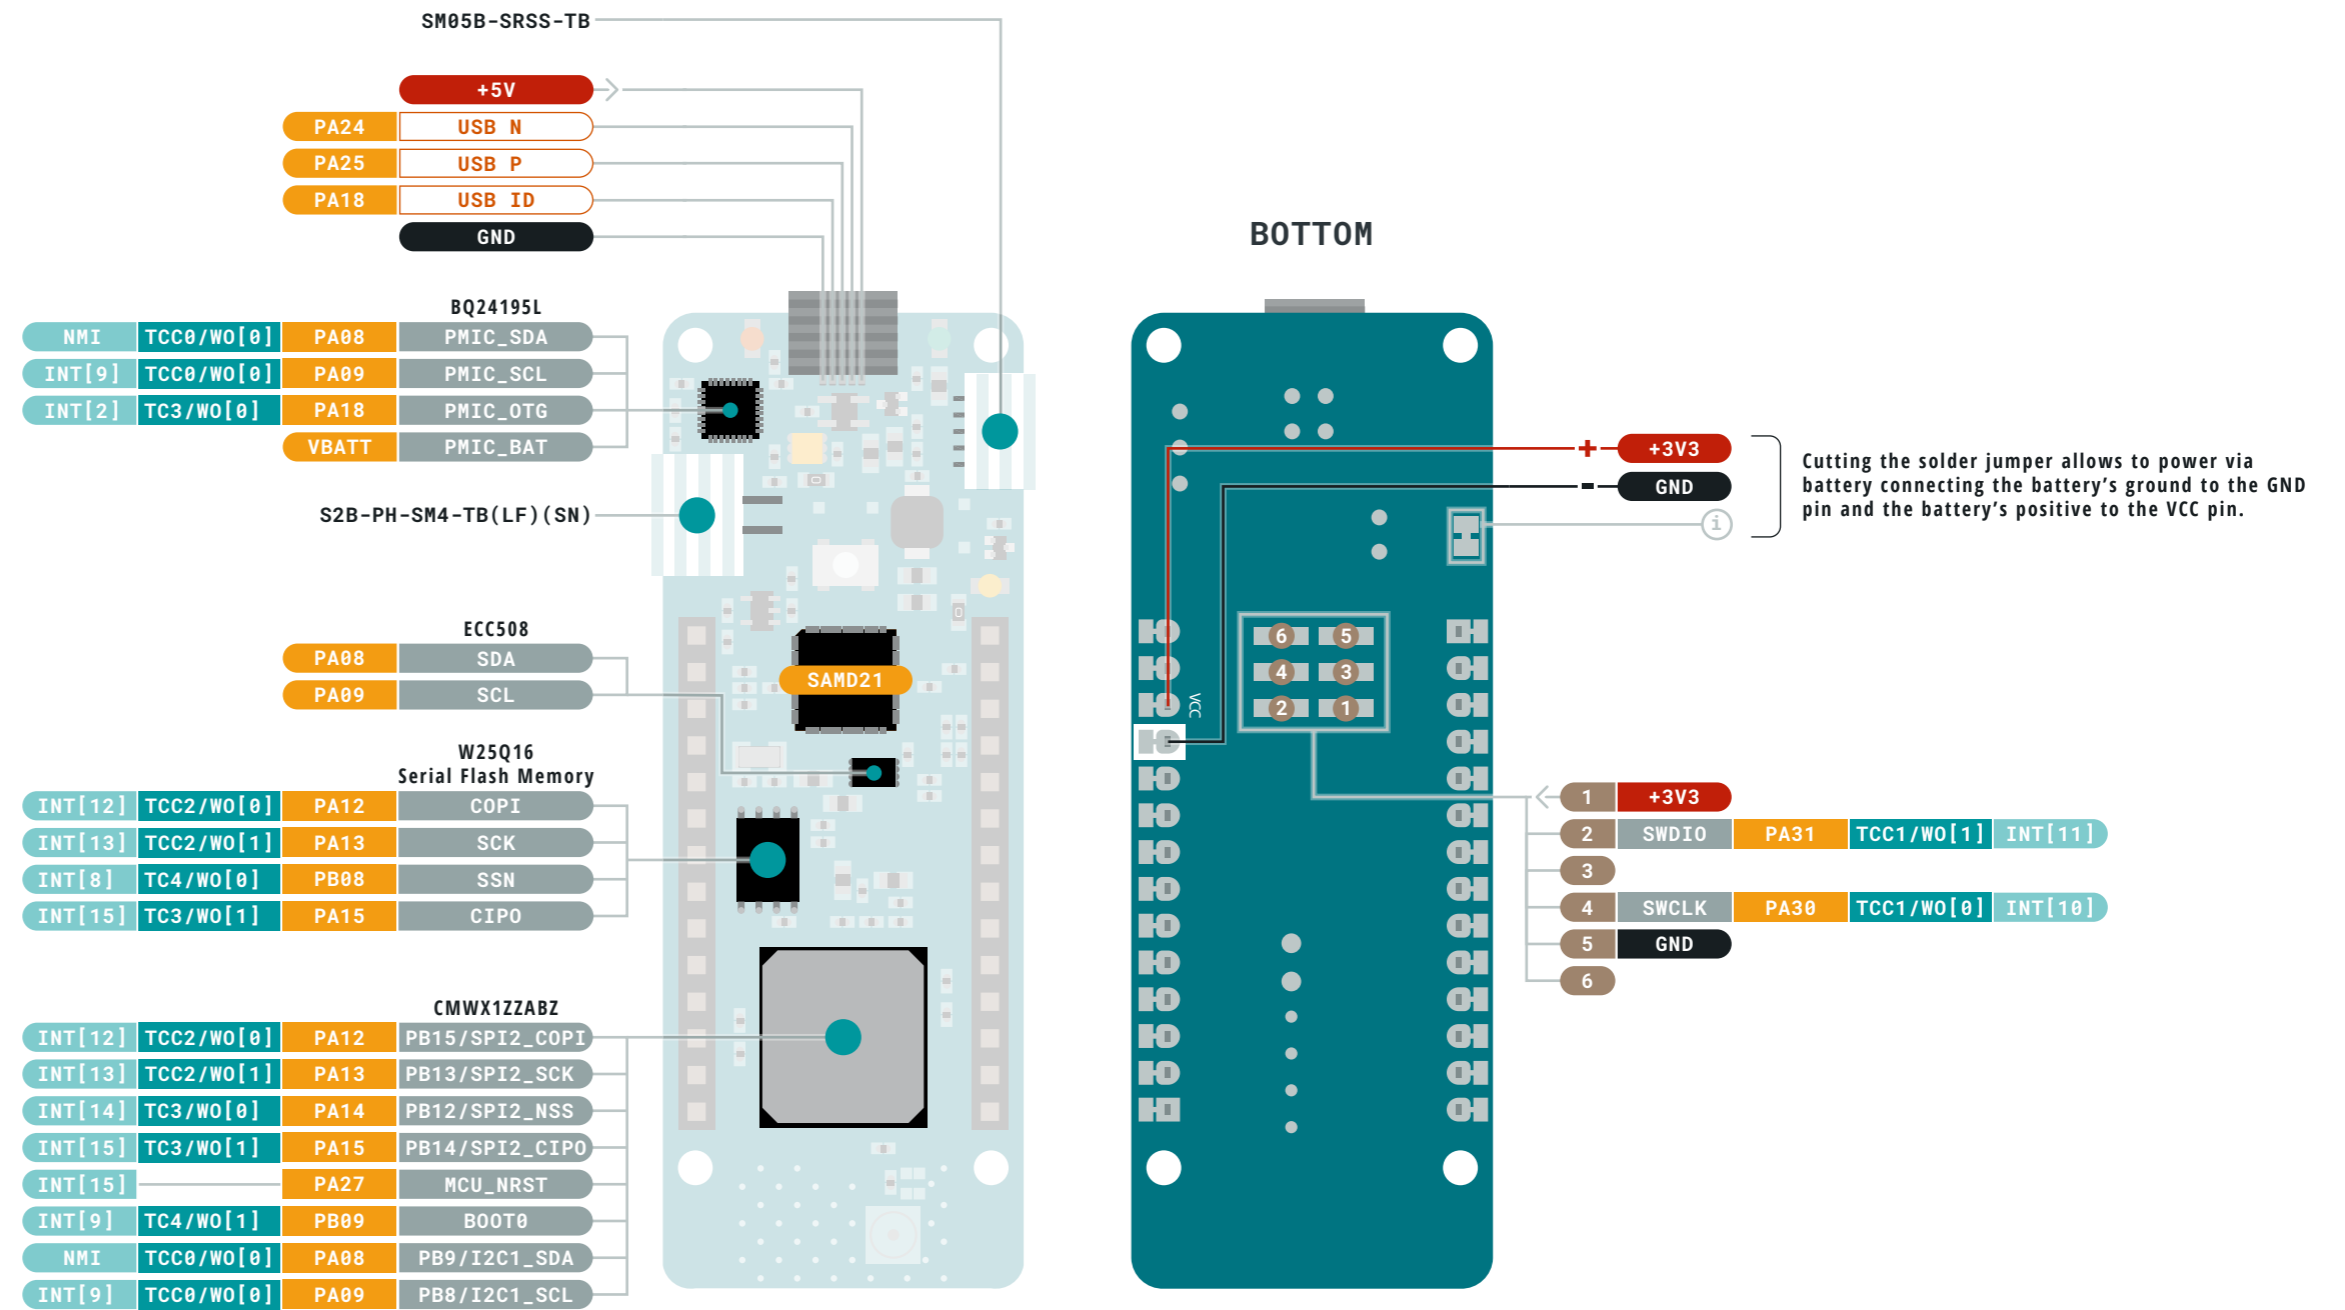 SM05B-SRSS-TB
+5V
PA24 USB N
PA25 USB P
PA18 USB ID
GND
BQ24195L
NMI TCC0/WO[0] PA08 PMIC_SDA
INT[9] TCC0/WO[0] PA09 PMIC_SCL
INT[2] TC3/WO[0] PA18 PMIC_OTG
VBATT PMIC_BAT
S2B-PH-SM4-TB(LF)(SN)
ECC508
PA08 SDA
PA09 SCL
W25Q16
Serial Flash Memory
INT[12] TCC2/WO[0] PA12 COPI
INT[13] TCC2/WO[1] PA13 SCK
INT[8] TC4/WO[0] PB08 SSN
INT[15] TC3/WO[1] PA15 CIPO
CMWX1ZZABZ
INT[12] TCC2/WO[0] PA12 PB15/SPI2_COPI
INT[13] TCC2/WO[1] PA13 PB13/SPI2_SCK
INT[14] TC3/WO[0] PA14 PB12/SPI2_NSS
INT[15] TC3/WO[1] PA15 PB14/SPI2_CIPO
INT[15] PA27 MCU_NRST
INT[9] TC4/WO[1] PB09 BOOT0
NMI TCC0/WO[0] PA08 PB9/I2C1_SDA
INT[9] TCC0/WO[0] PA09 PB8/I2C1_SCL
SAMD21
BOTTOM
+ +3V3
- GND
i
Cutting the solder jumper allows to power via
battery connecting the battery's ground to the GND
pin and the battery's positive to the VCC pin.
VCC
6 5
4 3
2 1
1 +3V3
2 SWDIO PA31 TCC1/WO[1] INT[11]
3
4 SWCLK PA30 TCC1/WO[0] INT[10]
5 GND
6